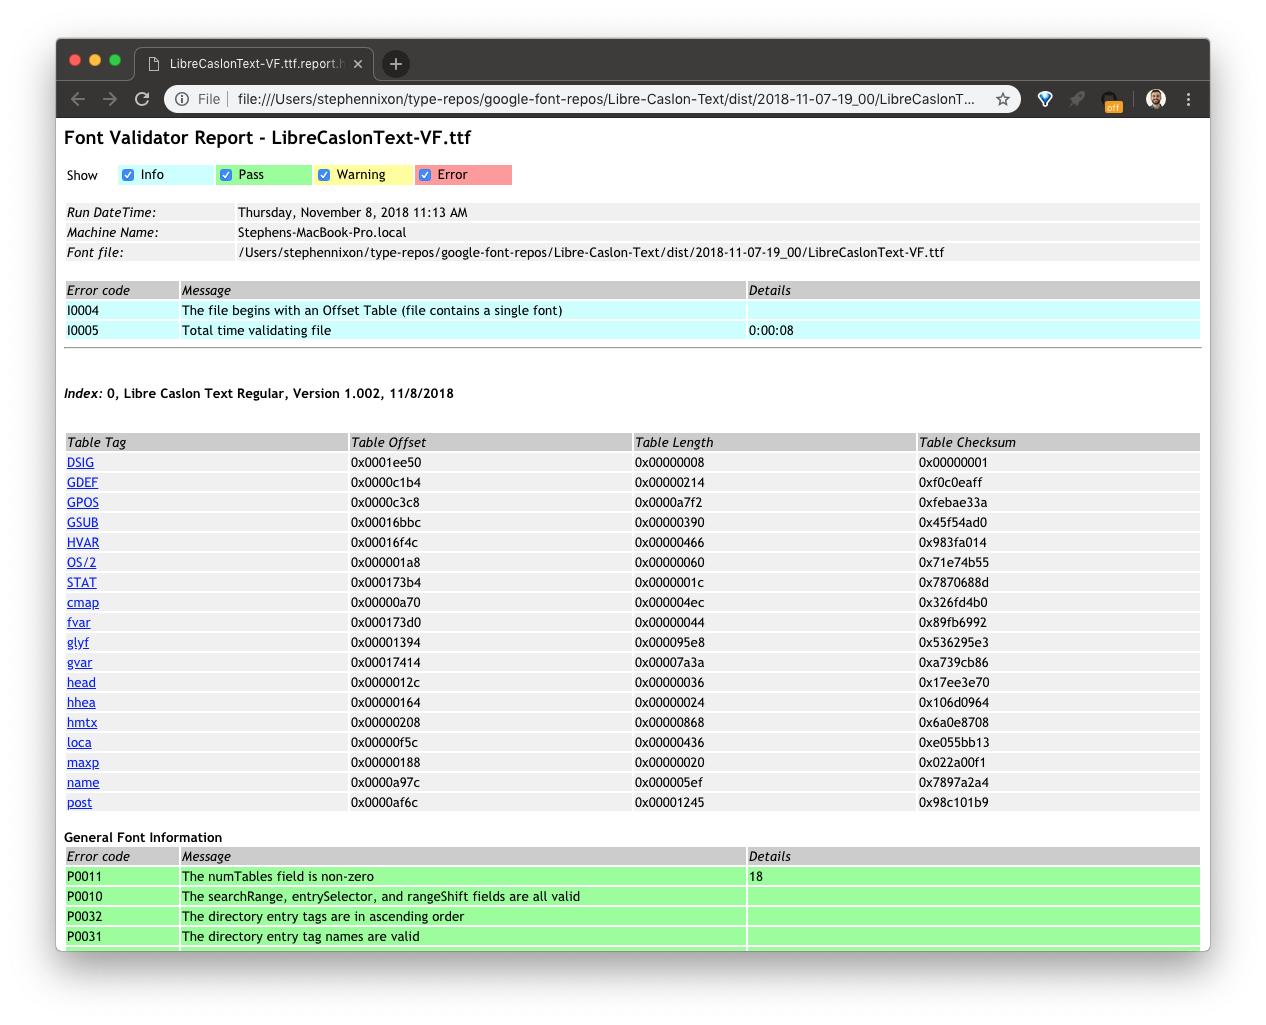 LibreCaslonText-VF.ttf.report.h
File file:///Users/stephennixon/type-repos/google-font-repos/Libre-Caslon-Text/dist/2018-11-07-19_00/LibreCaslonT...
off
Font Validator Report - LibreCaslonText-VF.ttf
Show Info Pass Warning Error
Run DateTime: Thursday, November 8, 2018 11:13 AM
Machine Name: Stephens-MacBook-Pro.local
Font file: /Users/stephennixon/type-repos/google-font-repos/Libre-Caslon-Text/dist/2018-11-07-19_00/LibreCaslonText-VF.ttf
Error code Message Details
I0004 The file begins with an Offset Table (file contains a single font)
I0005 Total time validating file 0:00:08
Index: 0, Libre Caslon Text Regular, Version 1.002, 11/8/2018
Table Tag Table Offset Table Length Table Checksum
DSIG 0x0001ee50 0x00000008 0x00000001
GDEF 0x0000c1b4 0x00000214 0xf0c0eaff
GPOS 0x0000c3c8 0x0000a7f2 0xfebae33a
GSUB 0x00016bbc 0x00000390 0x45f54ad0
HVAR 0x00016f4c 0x00000466 0x983fa014
OS/2 0x000001a8 0x00000060 0x71e74b55
STAT 0x000173b4 0x0000001c 0x7870688d
cmap 0x00000a70 0x000004ec 0x326fd4b0
fvar 0x000173d0 0x00000044 0x89fb6992
glyf 0x00001394 0x000095e8 0x536295e3
gvar 0x00017414 0x00007a3a 0xa739cb86
head 0x0000012c 0x00000036 0x17ee3e70
hhea 0x00000164 0x00000024 0x106d0964
hmtx 0x00000208 0x00000868 0x6a0e8708
loca 0x00000f5c 0x00000436 0xe055bb13
maxp 0x00000188 0x00000020 0x022a00f1
name 0x0000a97c 0x000005ef 0x7897a2a4
post 0x0000af6c 0x00001245 0x98c101b9
General Font Information
Error code Message Details
P0011 The numTables field is non-zero 18
P0010 The searchRange, entrySelector, and rangeShift fields are all valid
P0032 The directory entry tags are in ascending order
P0031 The directory entry tag names are valid